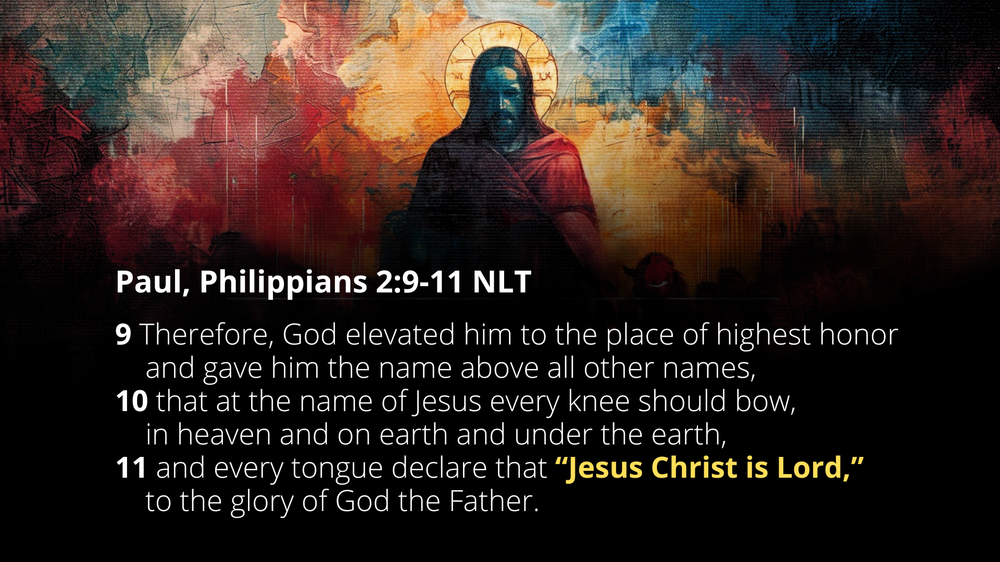 Paul, Philippians 2:9-11 NLT
9 Therefore, God elevated him to the place of highest honor
and gave him the name above all other names,
10 that at the name of Jesus every knee should bow,
in heaven and on earth and under the earth,
11 and every tongue declare that “Jesus Christ is Lord,”
to the glory of God the Father.